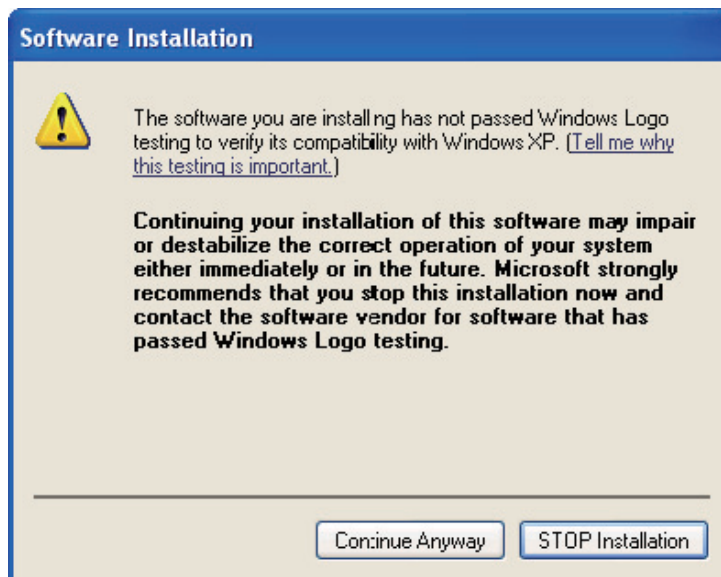 Software Installation
The software you are installing has not passed Windows Logo
testing to verify its compatibility with Windows XP. (Tell me why
this testing is important.)
Continuing your installation of this software may impair
or destabilize the correct operation of your system
either immediately or in the future. Microsoft strongly
recommends that you stop this installation now and
contact the software vendor for software that has
passed Windows Logo testing.
Continue Anyway
STOP Installation